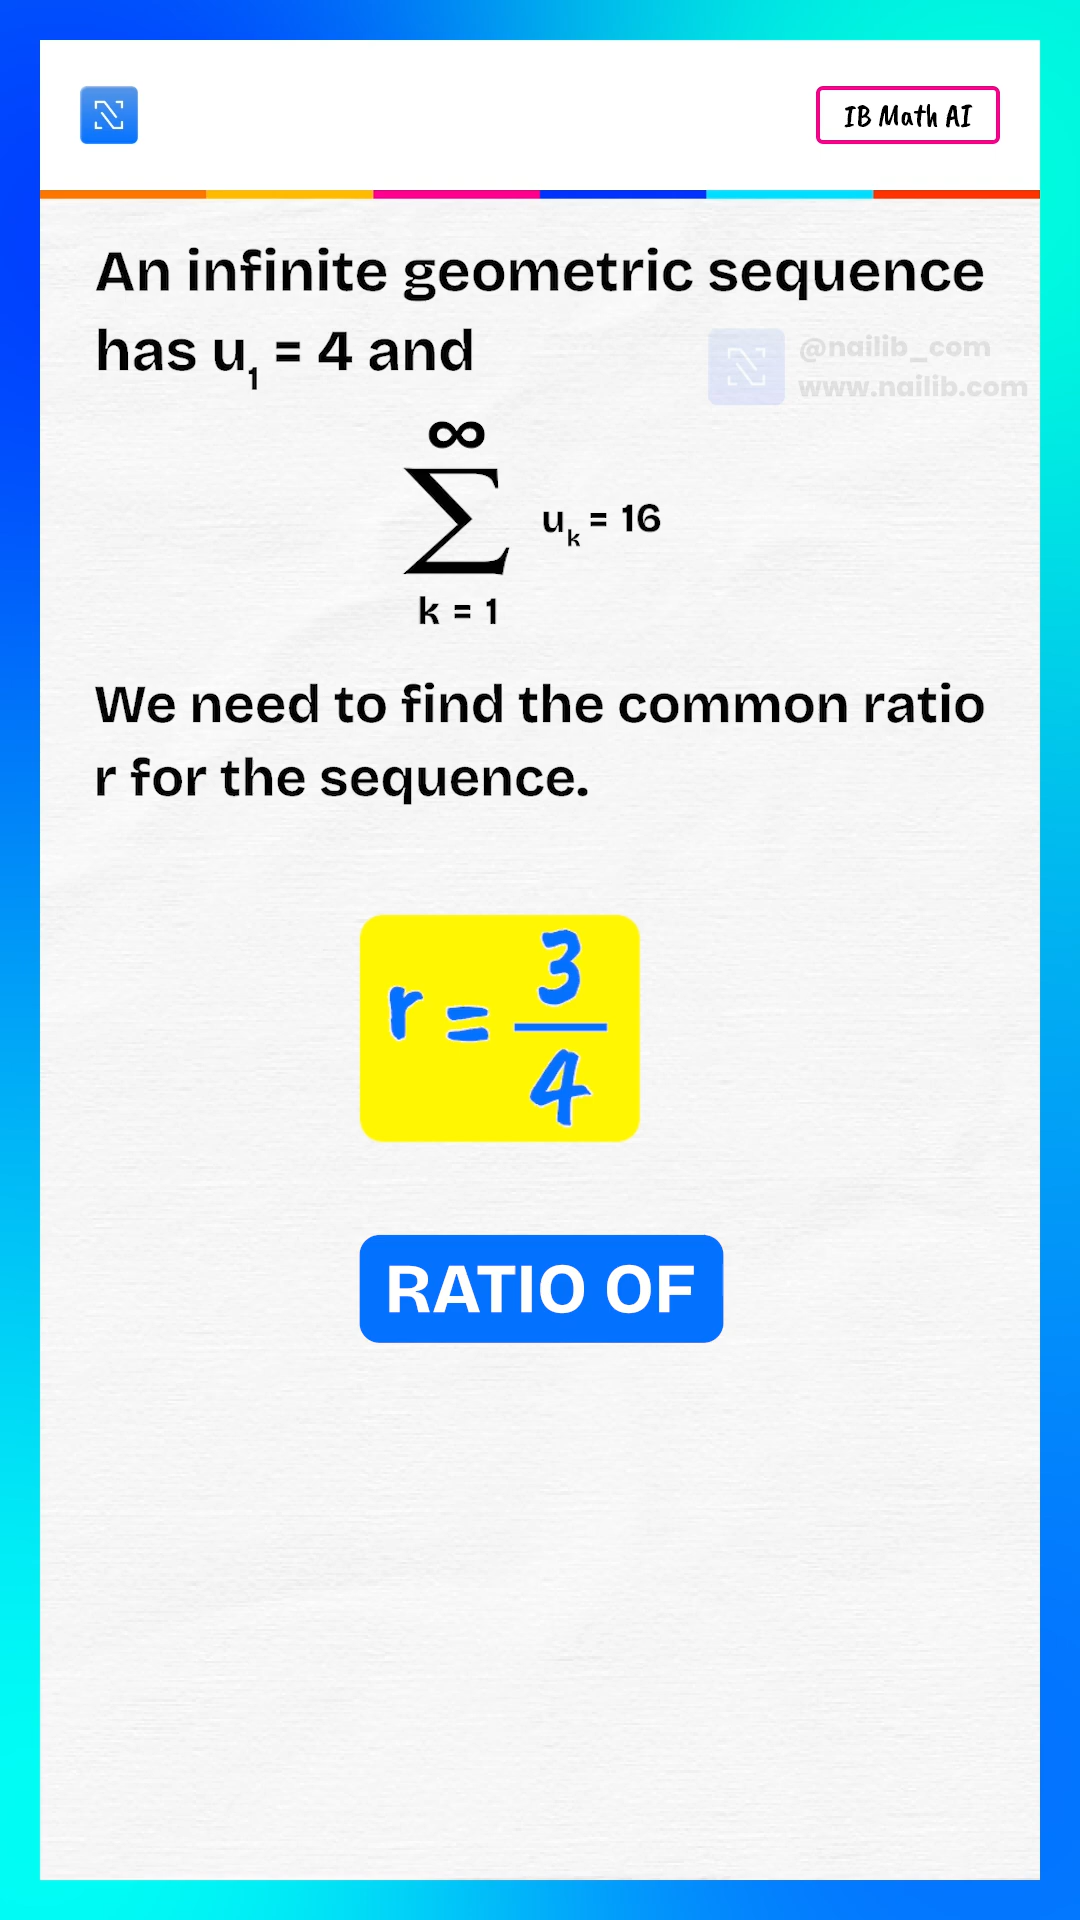 IB Math AI
An infinite geometric sequence
has u₁ = 4 and
@nailib_com
www.nailib.com
∞
∑ uₖ = 16
k = 1
We need to find the common ratio
r for the sequence.
r = 3/4
RATIO OF